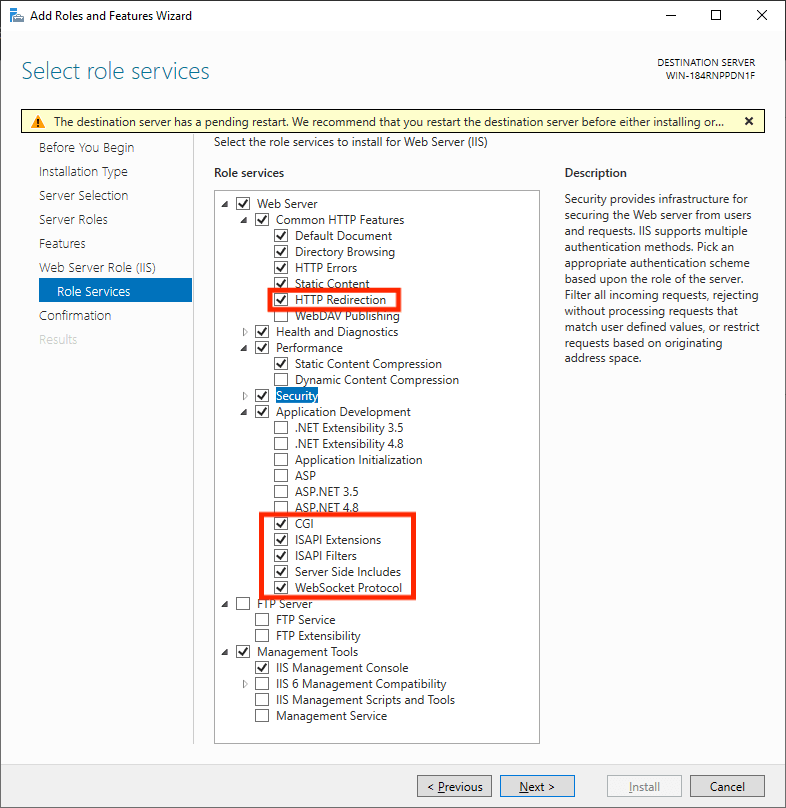 Add Roles and Features Wizard
Select role services
DESTINATION SERVER
WIN-184RNPPDN1F
The destination server has a pending restart. We recommend that you restart the destination server before either installing or...
Before You Begin
Installation Type
Server Selection
Server Roles
Features
Web Server Role (IIS)
Role Services
Confirmation
Results
Select the role services to install for Web Server (IIS)
Role services
Web Server
Common HTTP Features
Default Document
Directory Browsing
HTTP Errors
Static Content
HTTP Redirection
WebDAV Publishing
Health and Diagnostics
Performance
Static Content Compression
Dynamic Content Compression
Security
Application Development
.NET Extensibility 3.5
.NET Extensibility 4.8
Application Initialization
ASP
ASP.NET 3.5
ASP.NET 4.8
CGI
ISAPI Extensions
ISAPI Filters
Server Side Includes
WebSocket Protocol
FTP Server
FTP Service
FTP Extensibility
Management Tools
IIS Management Console
IIS 6 Management Compatibility
IIS Management Scripts and Tools
Management Service
Description
Security provides infrastructure for
securing the Web server from users
and requests. IIS supports multiple
authentication methods. Pick an
appropriate authentication scheme
based upon the role of the server.
Filter all incoming requests, rejecting
without processing requests that
match user defined values, or restrict
requests based on originating
address space.
< Previous
Next >
Install
Cancel